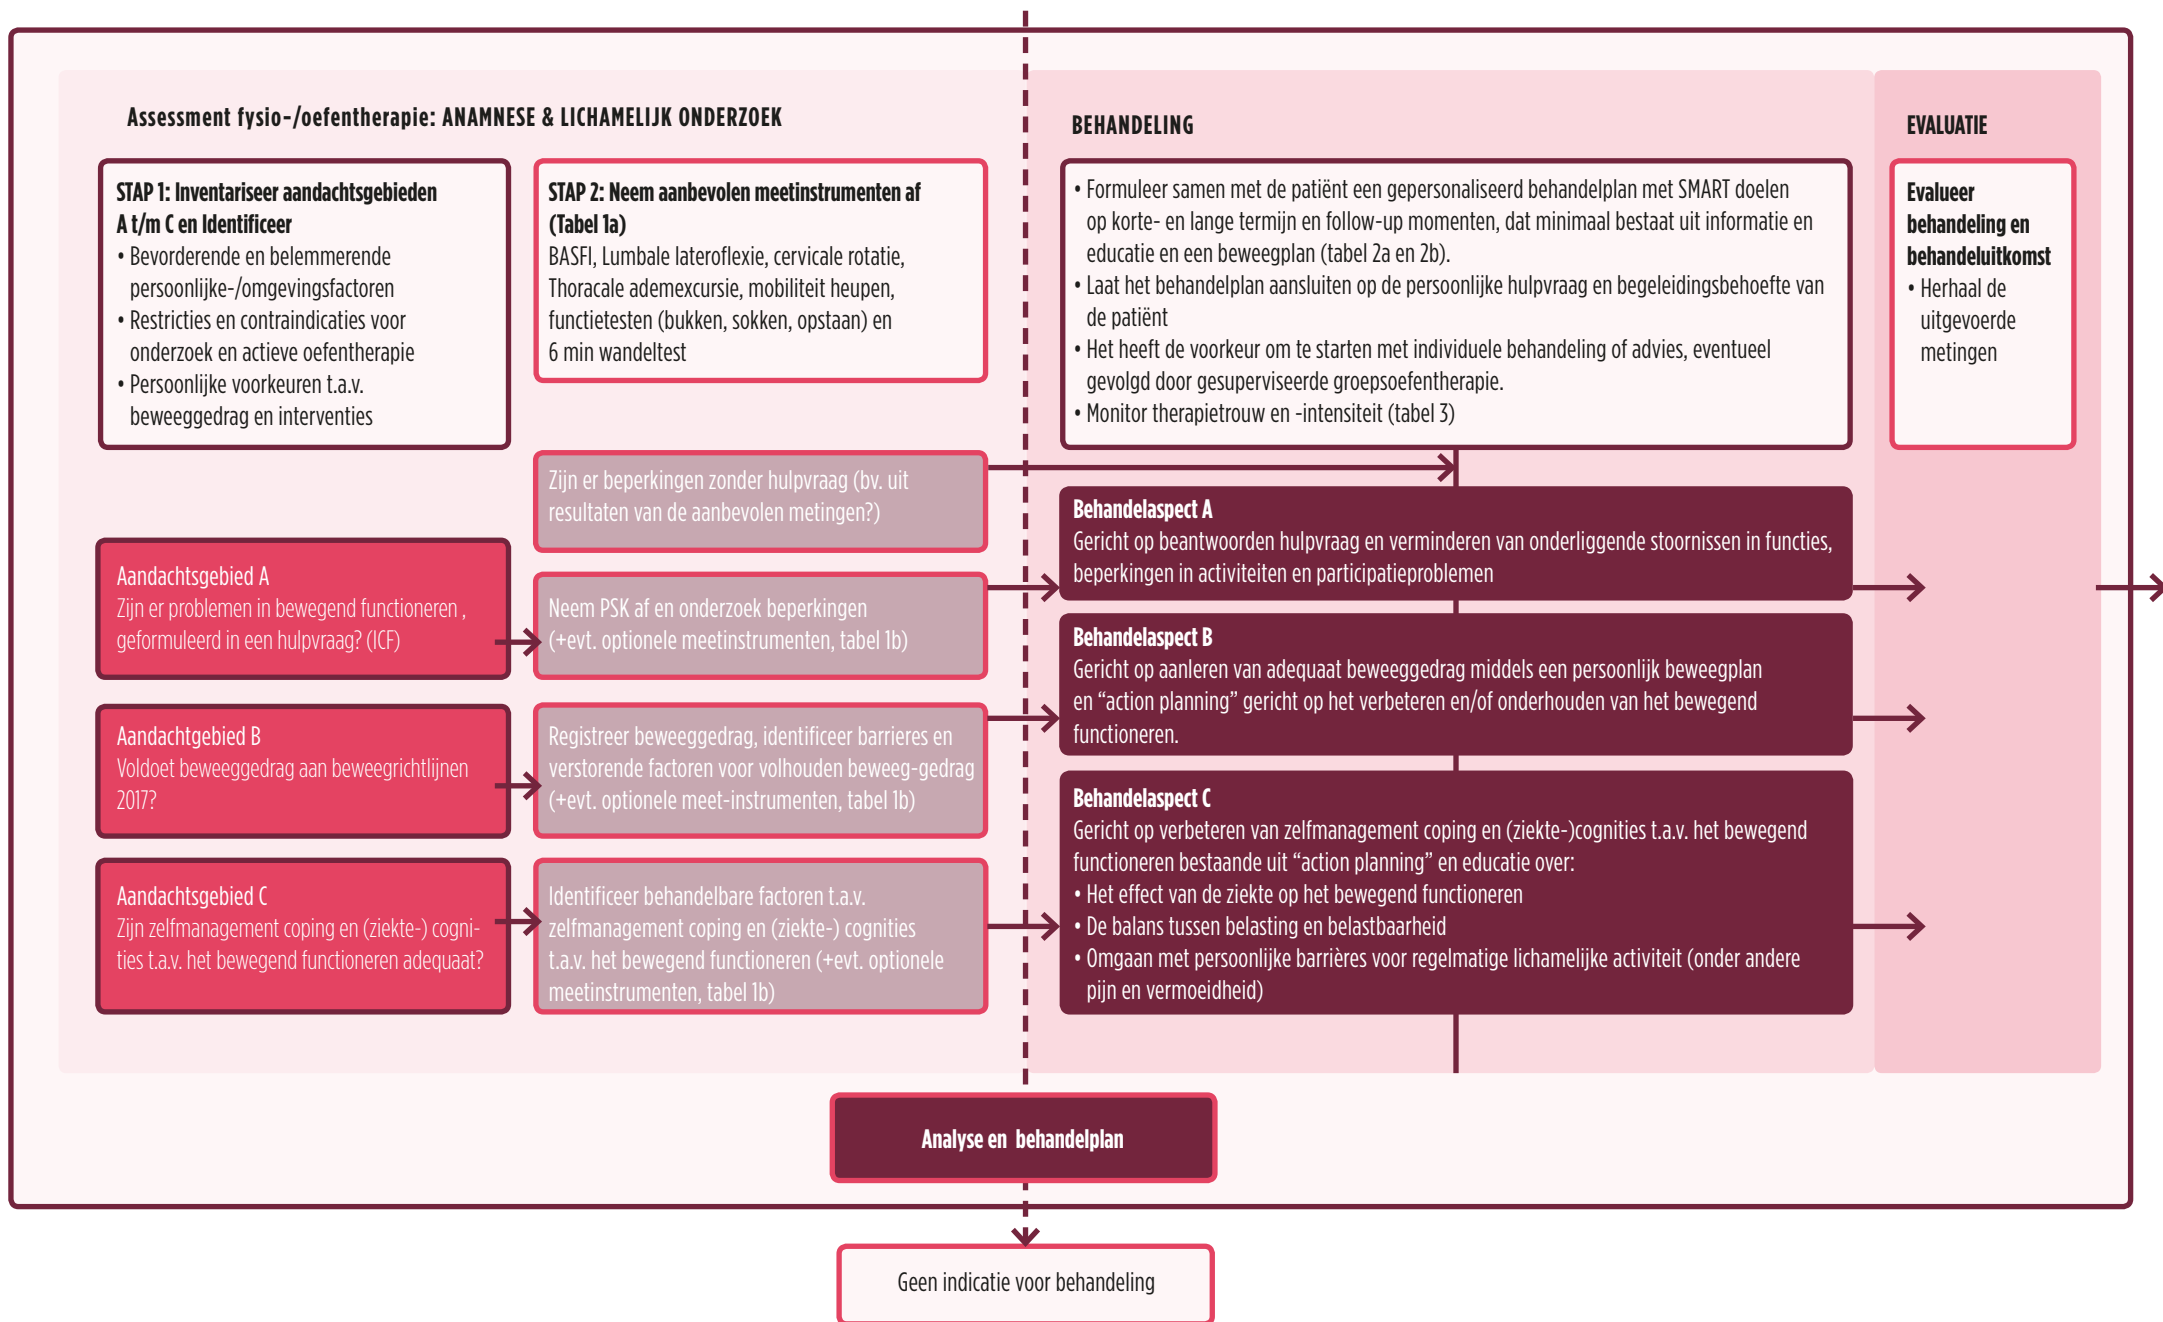 Assessment fysio-/oefentherapie: ANAMNESE & LICHAMELIJK ONDERZOEK
STAP 1: Inventariseer aandachtsgebieden
A t/m C en Identificeer
• Bevorderende en belemmerende
persoonlijke-/omgevingsfactoren
• Restricties en contraindicaties voor
onderzoek en actieve oefentherapie
• Persoonlijke voorkeuren t.a.v.
beweeggedrag en interventies
STAP 2: Neem aanbevolen meetinstrumenten af
(Tabel 1a)
BASFI, Lumbale lateroflexie, cervicale rotatie,
Thoracale ademexcursie, mobiliteit heupen,
functietesten (bukken, sokken, opstaan) en
6 min wandeltest
Zijn er beperkingen zonder hulpvraag (bv. uit
resultaten van de aanbevolen metingen?)
Aandachtsgebied A
Zijn er problemen in bewegend functioneren ,
geformuleerd in een hulpvraag? (ICF)
Neem PSK af en onderzoek beperkingen
(+evt. optionele meetinstrumenten, tabel 1b)
Aandachtgebied B
Voldoet beweeggedrag aan beweegrichtlijnen
2017?
Registreer beweeggedrag, identificeer barrieres en
verstorende factoren voor volhouden beweeg-gedrag
(+evt. optionele meet-instrumenten, tabel 1b)
Aandachtsgebied C
Zijn zelfmanagement coping en (ziekte-) cogni-
ties t.a.v. het bewegend functioneren adequaat?
Identificeer behandelbare factoren t.a.v.
zelfmanagement coping en (ziekte-) cognities
t.a.v. het bewegend functioneren (+evt. optionele
meetinstrumenten, tabel 1b)
BEHANDELING
• Formuleer samen met de patiënt een gepersonaliseerd behandelplan met SMART doelen
op korte- en lange termijn en follow-up momenten, dat minimaal bestaat uit informatie en
educatie en een beweegplan (tabel 2a en 2b).
• Laat het behandelplan aansluiten op de persoonlijke hulpvraag en begeleidingsbehoefte van
de patiënt
• Het heeft de voorkeur om te starten met individuele behandeling of advies, eventueel
gevolgd door gesuperviseerde groepsoefentherapie.
• Monitor therapietrouw en -intensiteit (tabel 3)
Behandelaspect A
Gericht op beantwoorden hulpvraag en verminderen van onderliggende stoornissen in functies,
beperkingen in activiteiten en participatieproblemen
Behandelaspect B
Gericht op aanleren van adequaat beweeggedrag middels een persoonlijk beweegplan
en “action planning” gericht op het verbeteren en/of onderhouden van het bewegend
functioneren.
Behandelaspect C
Gericht op verbeteren van zelfmanagement coping en (ziekte-)cognities t.a.v. het bewegend
functioneren bestaande uit “action planning” en educatie over:
• Het effect van de ziekte op het bewegend functioneren
• De balans tussen belasting en belastbaarheid
• Omgaan met persoonlijke barrières voor regelmatige lichamelijke activiteit (onder andere
pijn en vermoeidheid)
EVALUATIE
Evalueer
behandeling en
behandeluitkomst
• Herhaal de
uitgevoerde
metingen
Analyse en behandelplan
Geen indicatie voor behandeling